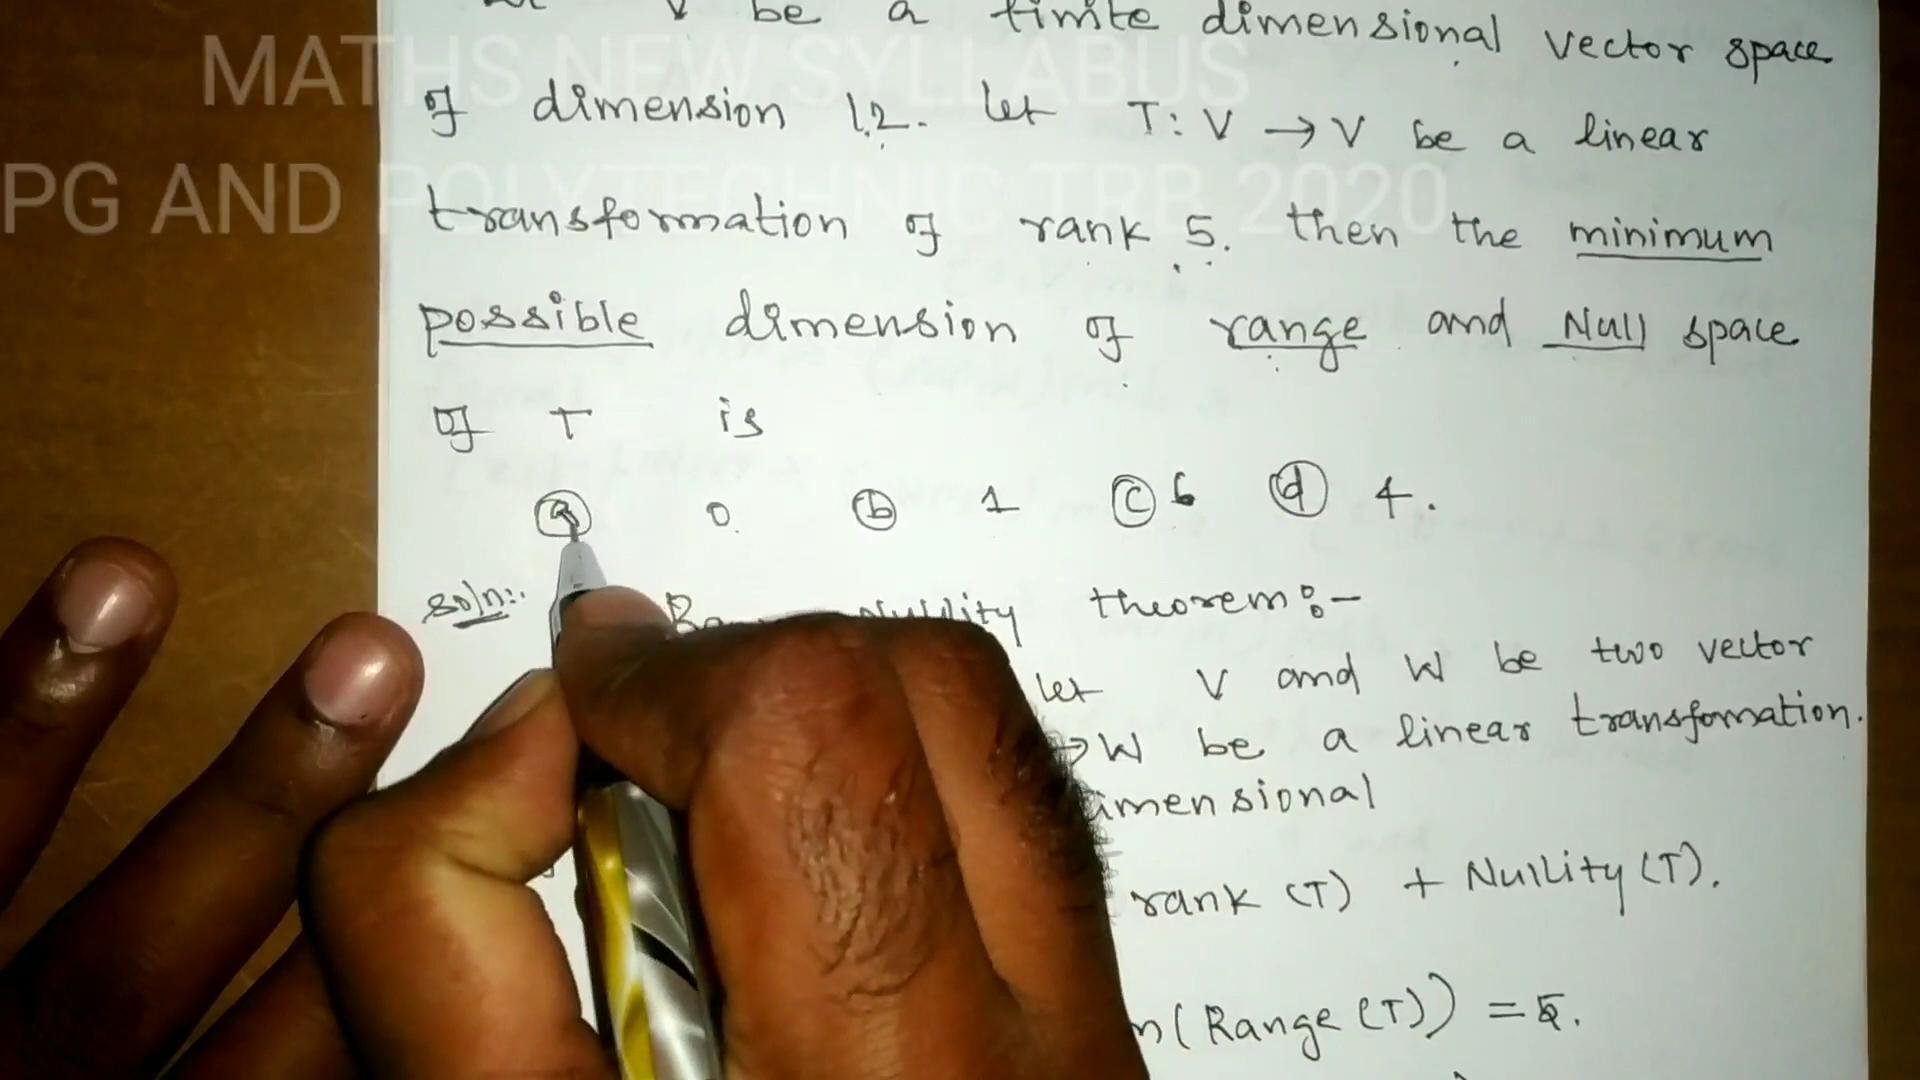 V be a finite dimensional vector space
of dimension 12. Let T: V → V be a linear
transformation of rank 5. then the minimum
possible dimension of range and Null space
of T is
ⓐ 0 ⓑ 1 ⓒ 6 ⓓ 4.
Soln:. Nullity theorem:-
let V and W be two vector
→W be a linear transformation.
dimensional
rank (T) + Nullity (T).
(Range (T)) = 5.
MATHS NEW SYLLABUS
PG AND POLYTECHNIC TRB 2020